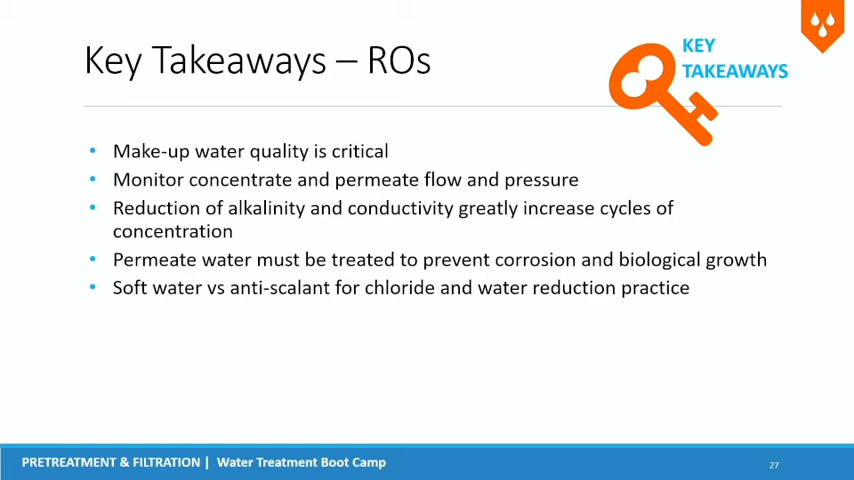 Key Takeaways – ROs
KEY
TAKEAWAYS
• Make-up water quality is critical
• Monitor concentrate and permeate flow and pressure
• Reduction of alkalinity and conductivity greatly increase cycles of
concentration
• Permeate water must be treated to prevent corrosion and biological growth
• Soft water vs anti-scalant for chloride and water reduction practice
PRETREATMENT & FILTRATION | Water Treatment Boot Camp
27